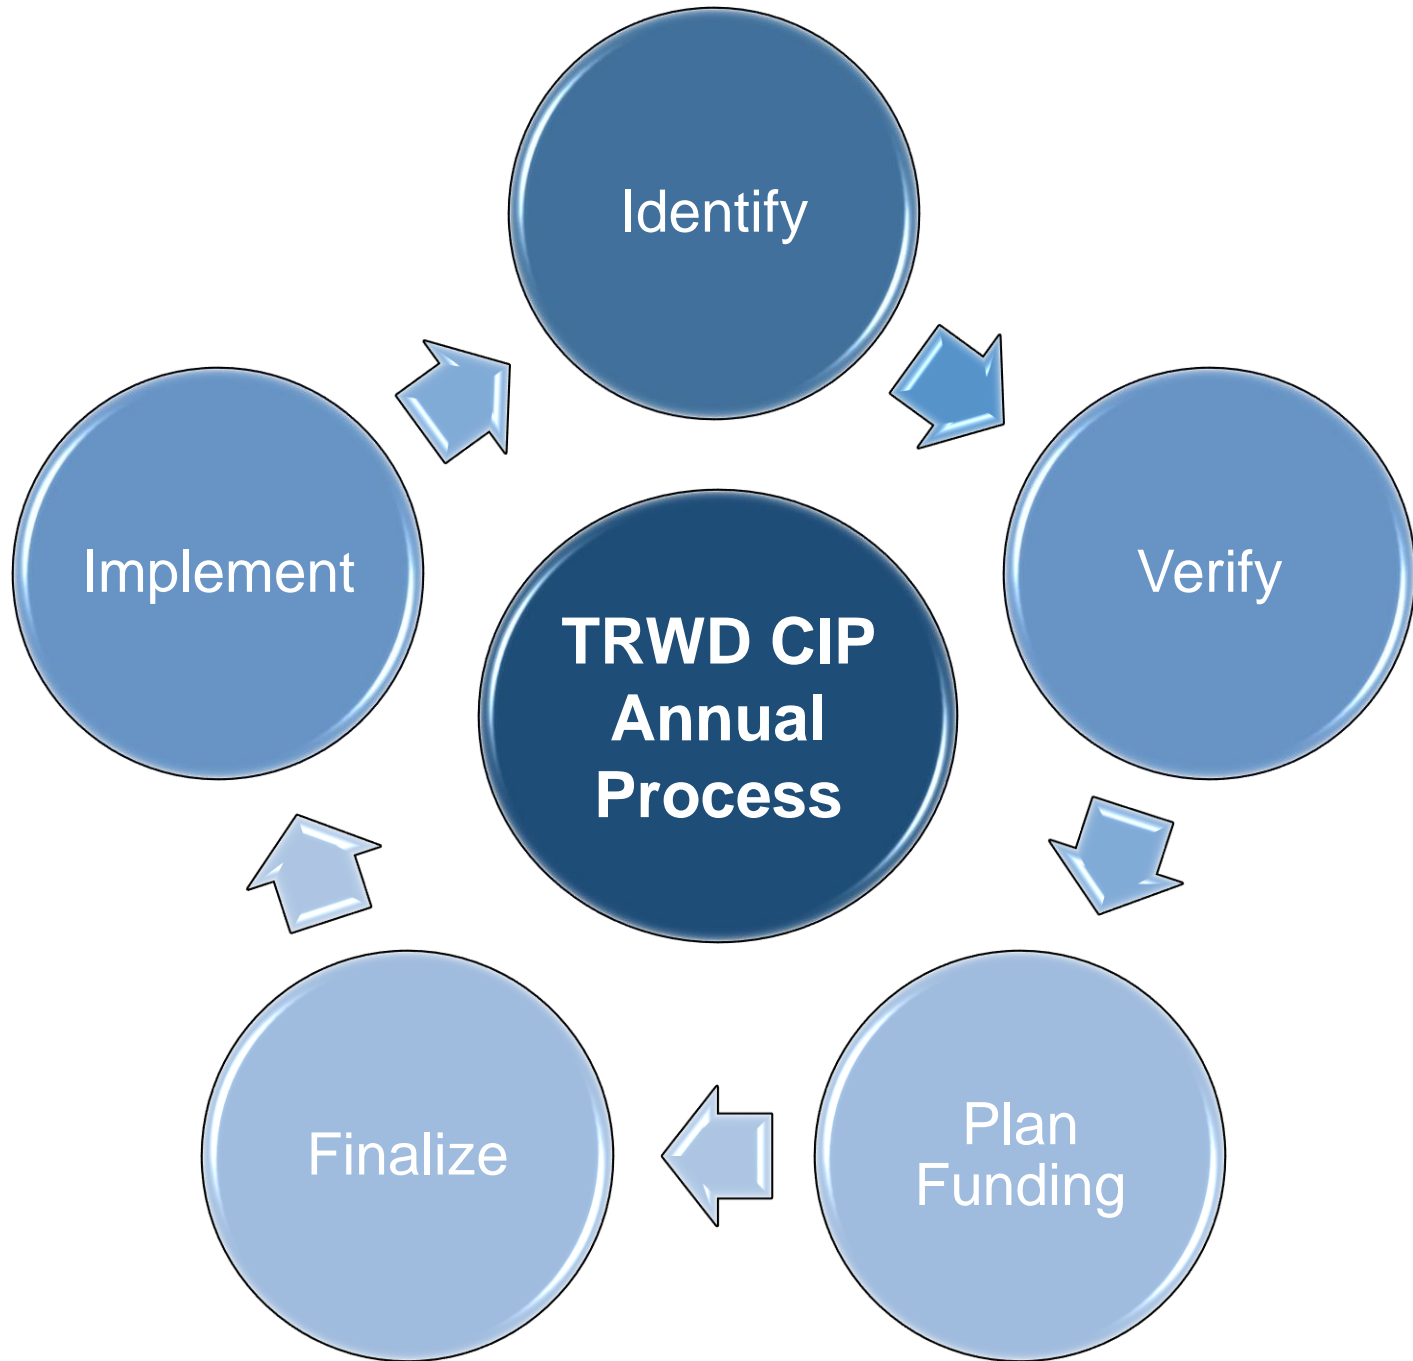 Identify
Verify
Plan
Funding
Finalize
Implement
TRWD CIP
Annual
Process